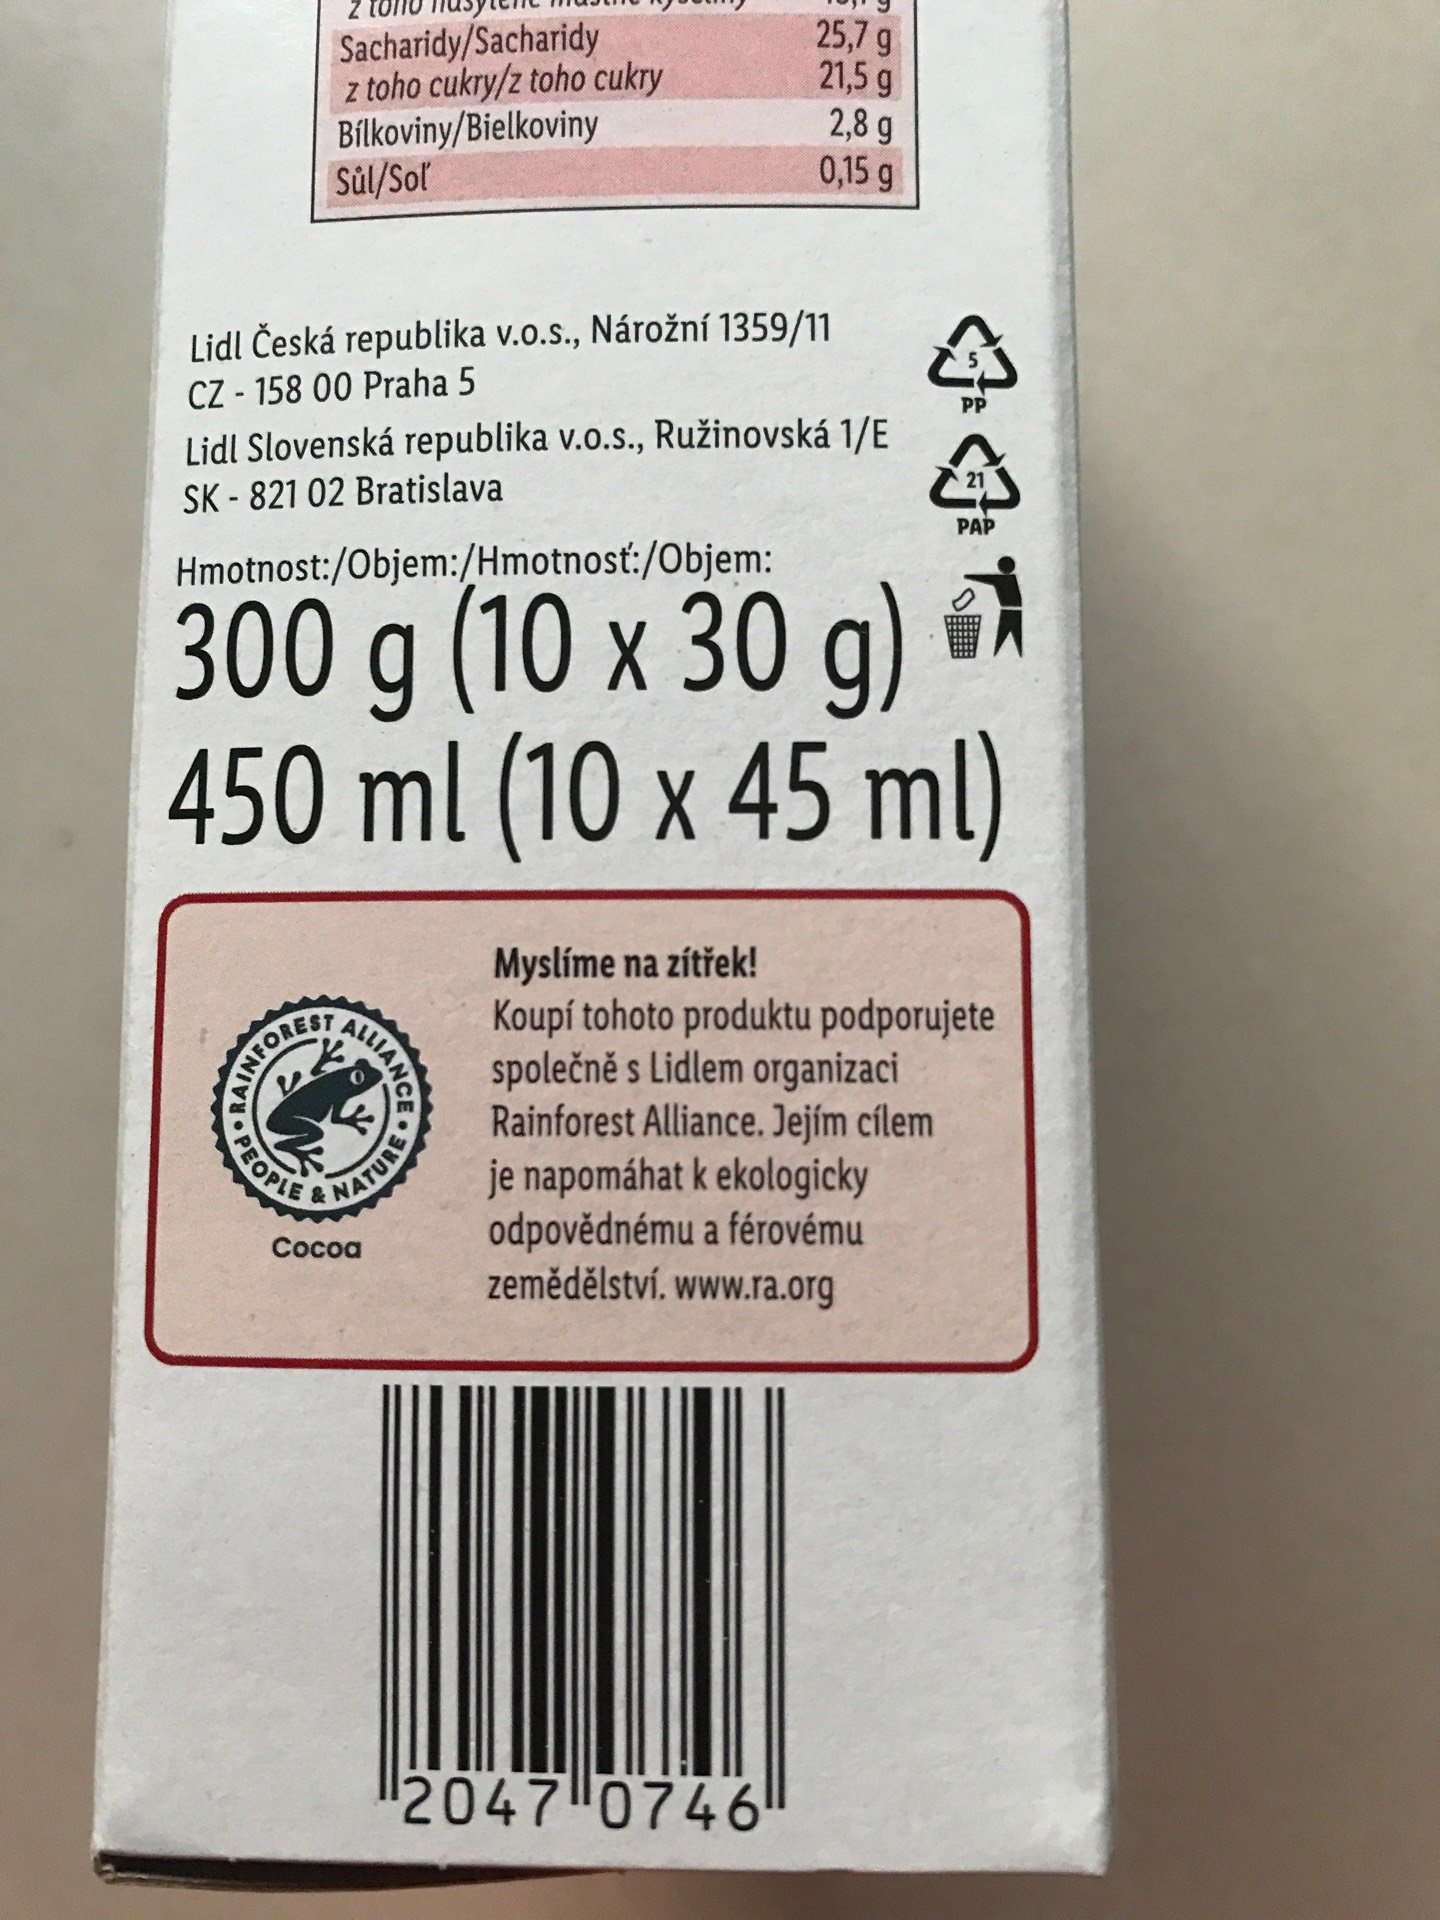 z toho
Sacharidy/Sacharidy 25,7 g
z toho cukry/z toho cukry 21,5 g
Bílkoviny/Bielkoviny 2,8 g
Sůl/Soľ 0,15 g
Lidl Česká republika v.o.s., Nárožní 1359/11
CZ - 158 00 Praha 5
Lidl Slovenská republika v.o.s., Ružinovská 1/E
SK - 821 02 Bratislava
5
PP
21
PAP
Hmotnost:/Objem:/Hmotnosť:/Objem:
300 g (10 x 30 g)
450 ml (10 x 45 ml)
RAINFOREST ALLIANCE
PEOPLE & NATURE
Cocoa
Myslíme na zítřek!
Koupí tohoto produktu podporujete
společně s Lidlem organizaci
Rainforest Alliance. Jejím cílem
je napomáhat k ekologicky
odpovědnému a férovému
zemědělství. www.ra.org
2047 0746